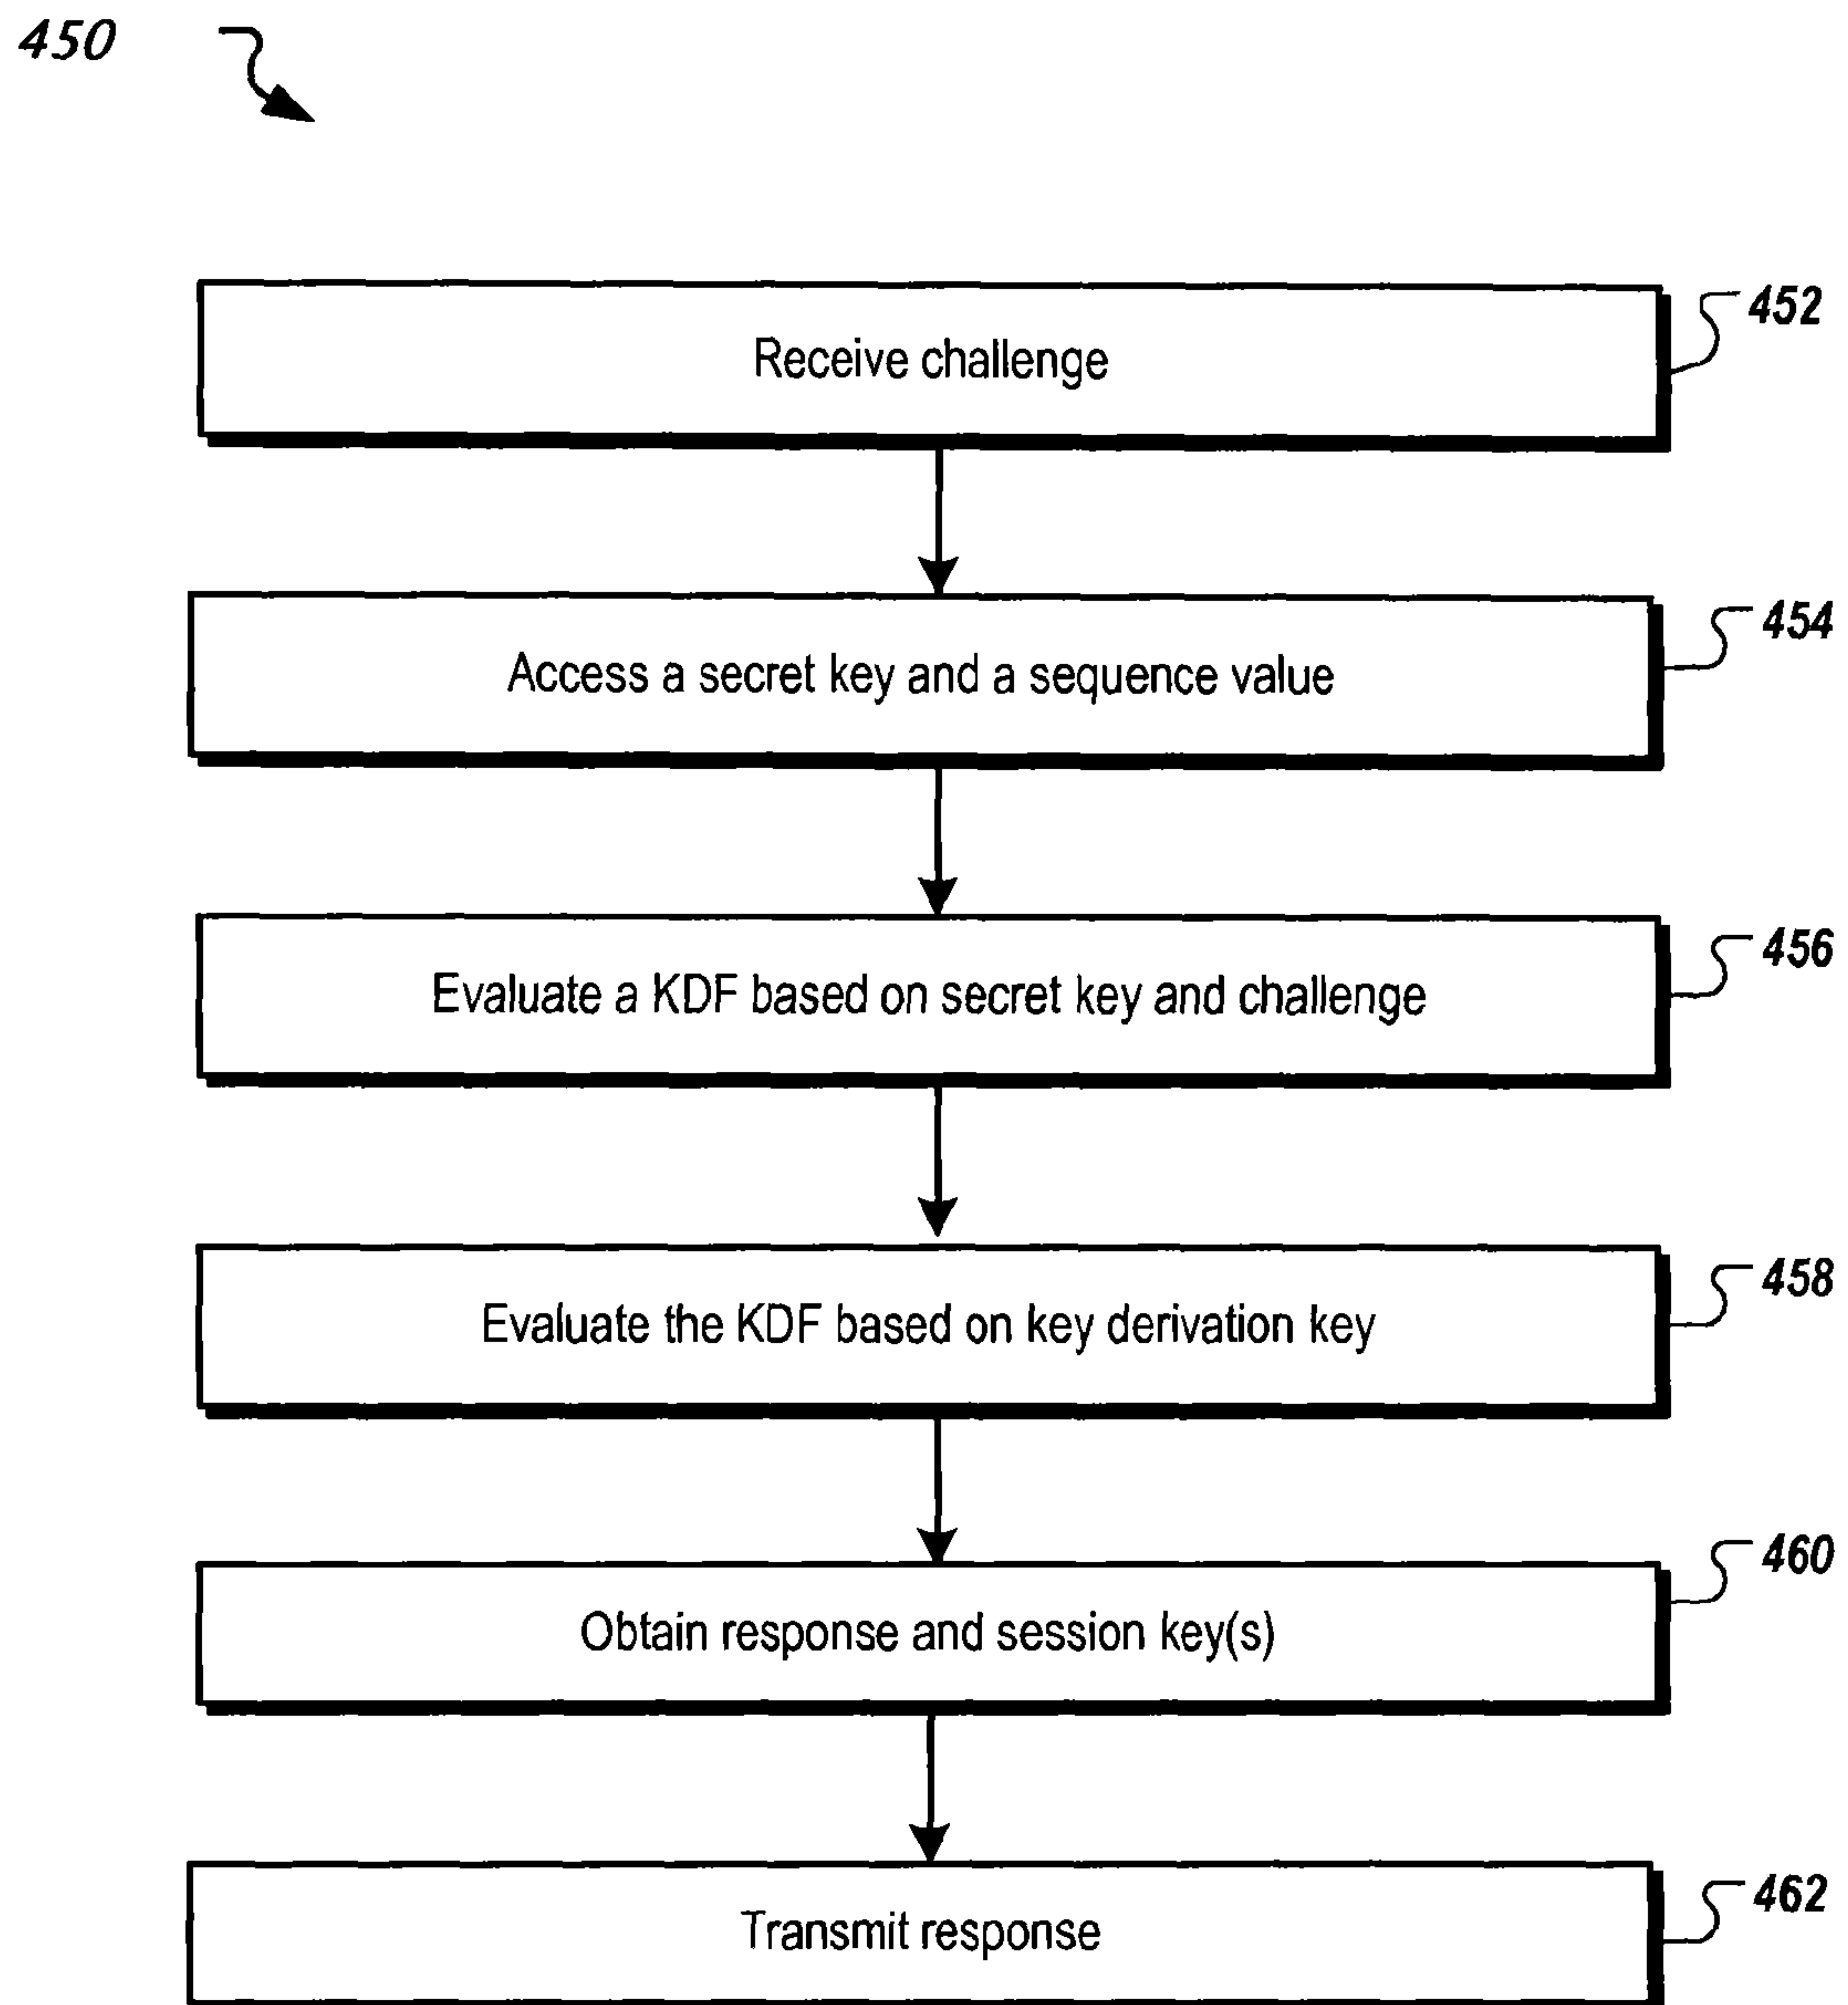 450
Receive challenge
452
Access a secret key and a sequence value
454
Evaluate a KDF based on secret key and challenge
456
Evaluate the KDF based on key derivation key
458
Obtain response and session key(s)
460
Transmit response
462